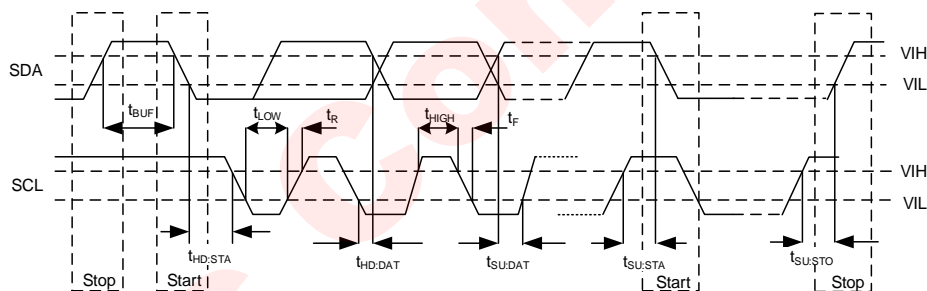 VIH
SDA
VIL
tBUF
tLOW
tR
tHIGH
tF
VIH
SCL
VIL
tHD:STA
tHD:DAT
tSU:DAT
tSU:STA
tSU:STO
Stop
Start
Start
Stop